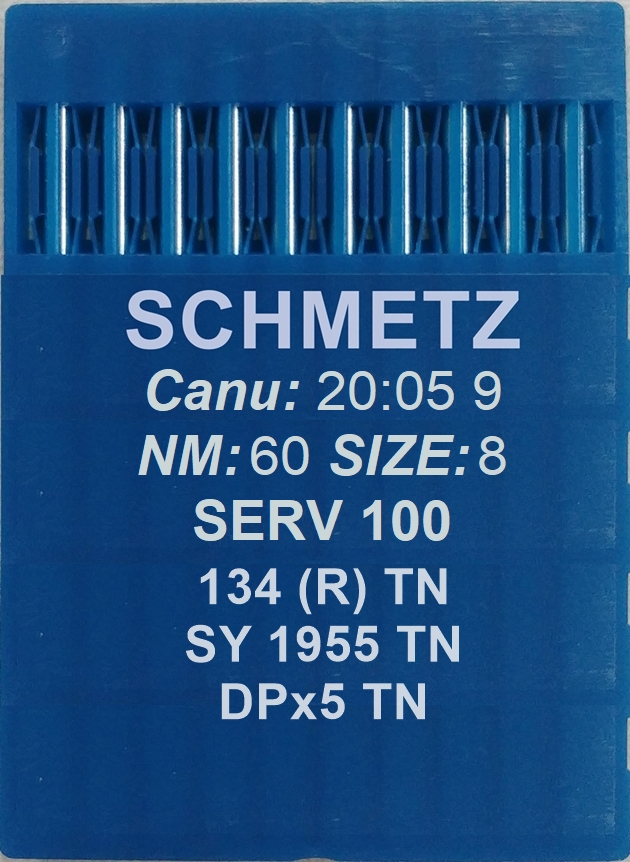 SCHMETZ
Canu: 20:05 9
NM: 60 SIZE: 8
SERV 100
134 (R) TN
SY 1955 TN
DPx5 TN